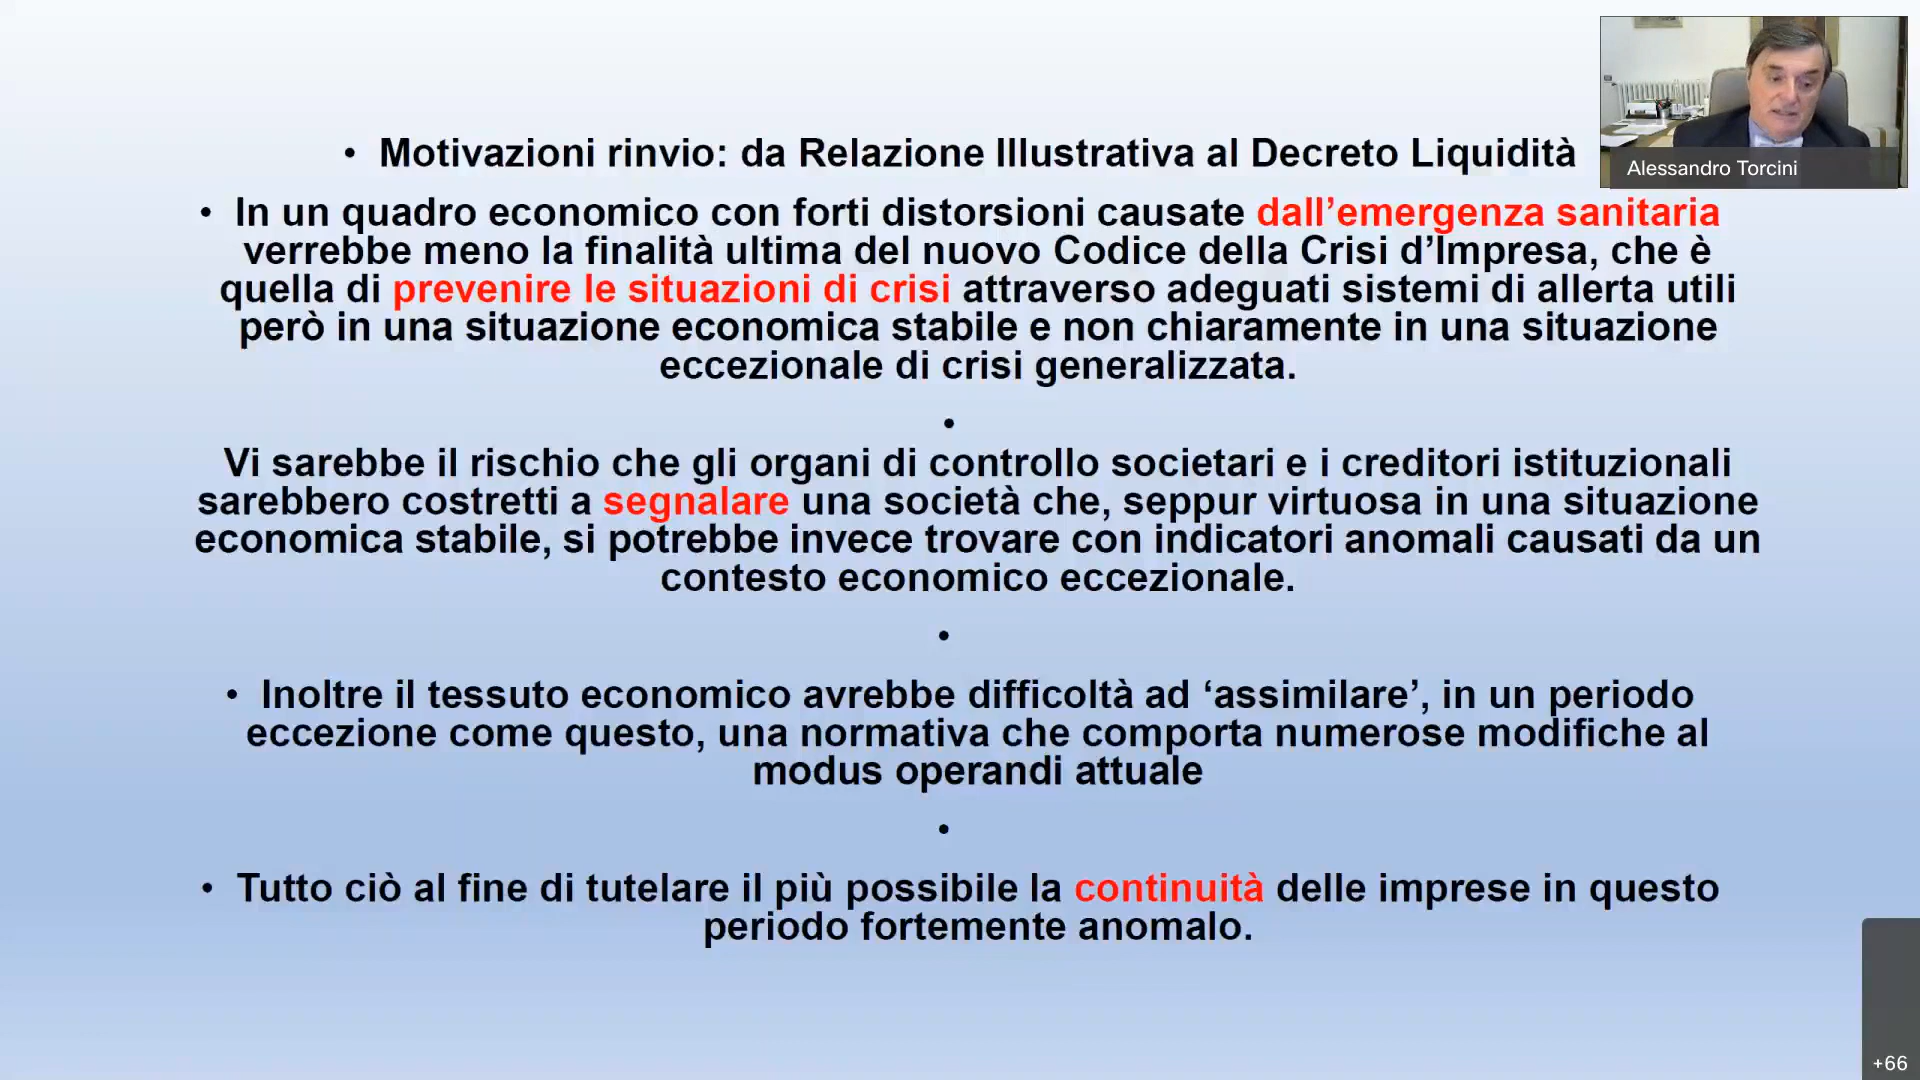 • Motivazioni rinvio: da Relazione Illustrativa al Decreto Liquidità
• In un quadro economico con forti distorsioni causate dall’emergenza sanitaria
verrebbe meno la finalità ultima del nuovo Codice della Crisi d’Impresa, che è
quella di prevenire le situazioni di crisi attraverso adeguati sistemi di allerta utili
però in una situazione economica stabile e non chiaramente in una situazione
eccezionale di crisi generalizzata.
•
Vi sarebbe il rischio che gli organi di controllo societari e i creditori istituzionali
sarebbero costretti a segnalare una società che, seppur virtuosa in una situazione
economica stabile, si potrebbe invece trovare con indicatori anomali causati da un
contesto economico eccezionale.
•
• Inoltre il tessuto economico avrebbe difficoltà ad ‘assimilare’, in un periodo
eccezione come questo, una normativa che comporta numerose modifiche al
modus operandi attuale
•
• Tutto ciò al fine di tutelare il più possibile la continuità delle imprese in questo
periodo fortemente anomalo.
Alessandro Torcini
+66